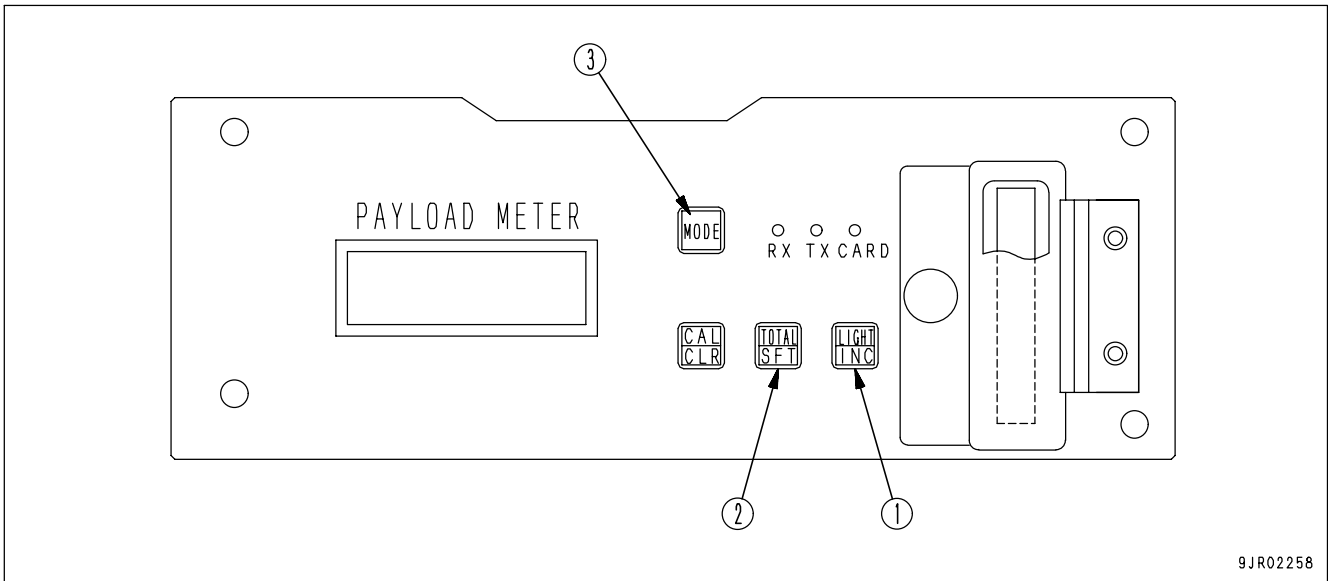 3
PAYLOAD METER
MODE
RX TX CARD
CAL
CLR
TOTAL
SFT
LIGHT
INC
2
1
9JR02258